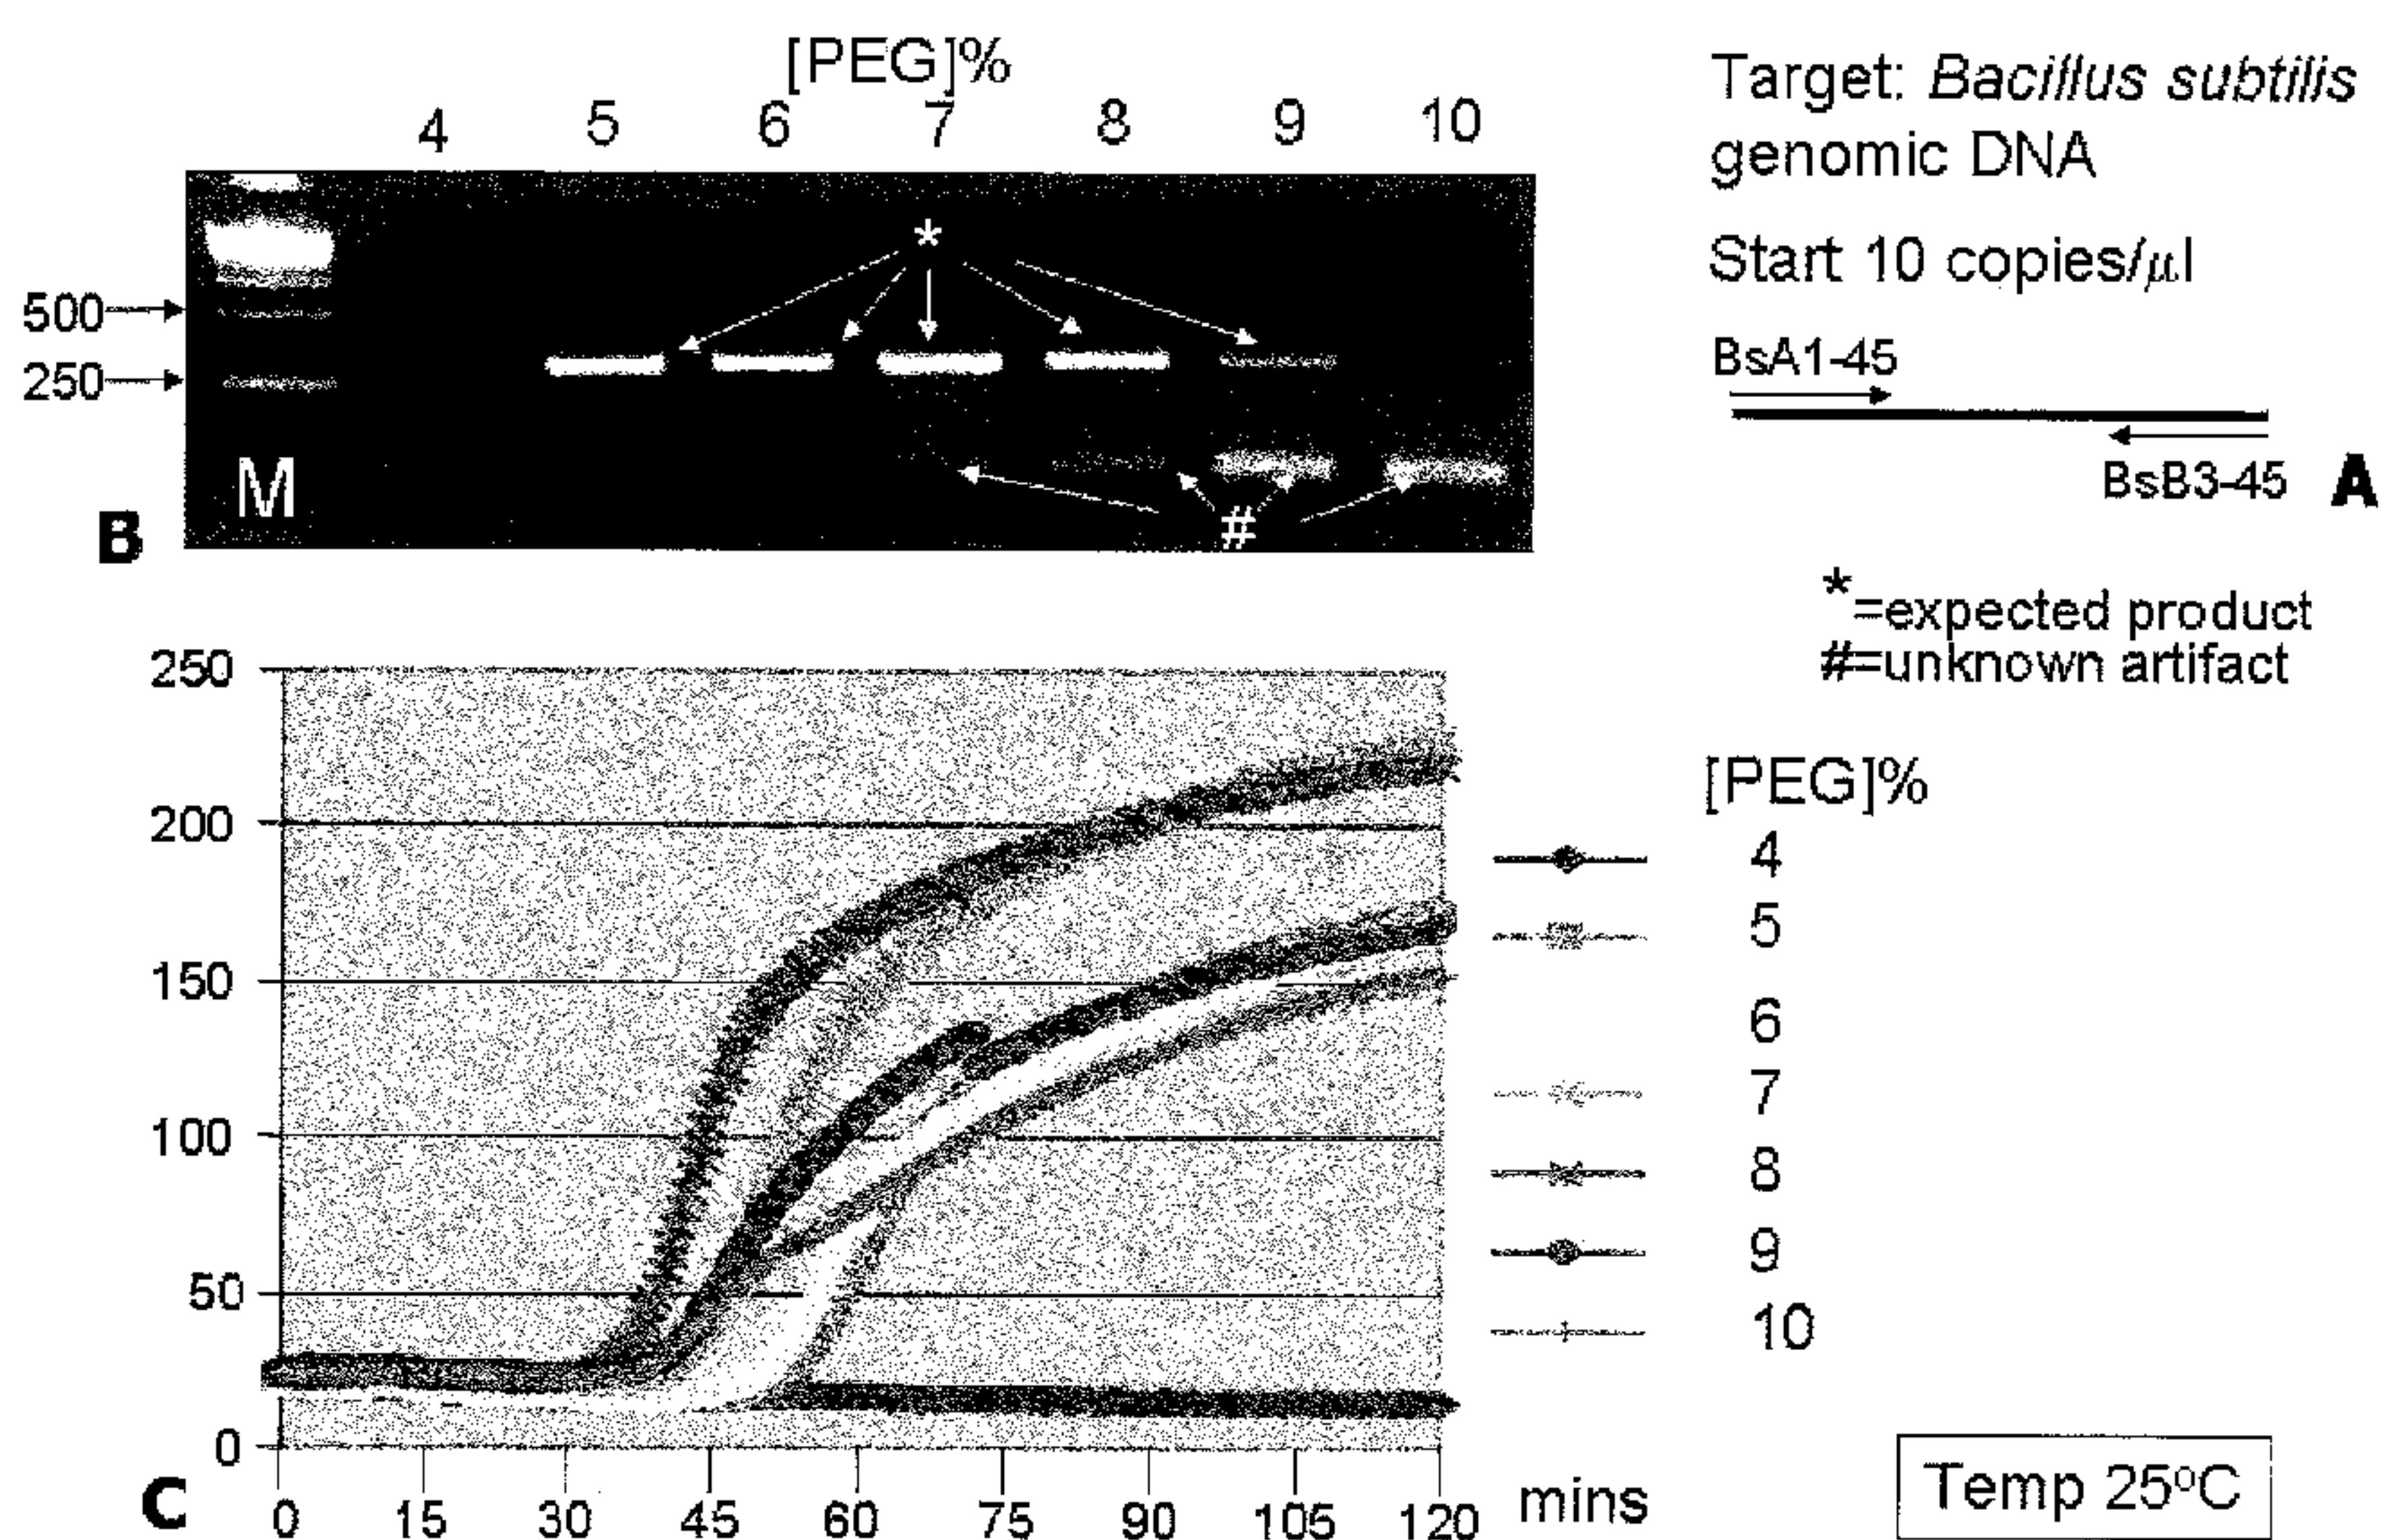 [PEG]%
4 5 6 7 8 9 10
500
250
*
M
#
B
Target: Bacillus subtilis
genomic DNA
Start 10 copies/µl
BsA1-45
BsB3-45
A
*=expected product
#=unknown artifact
250
200
150
100
50
0
C
0 15 30 45 60 75 90 105 120 mins
[PEG]%
4
5
6
7
8
9
10
Temp 25ºC